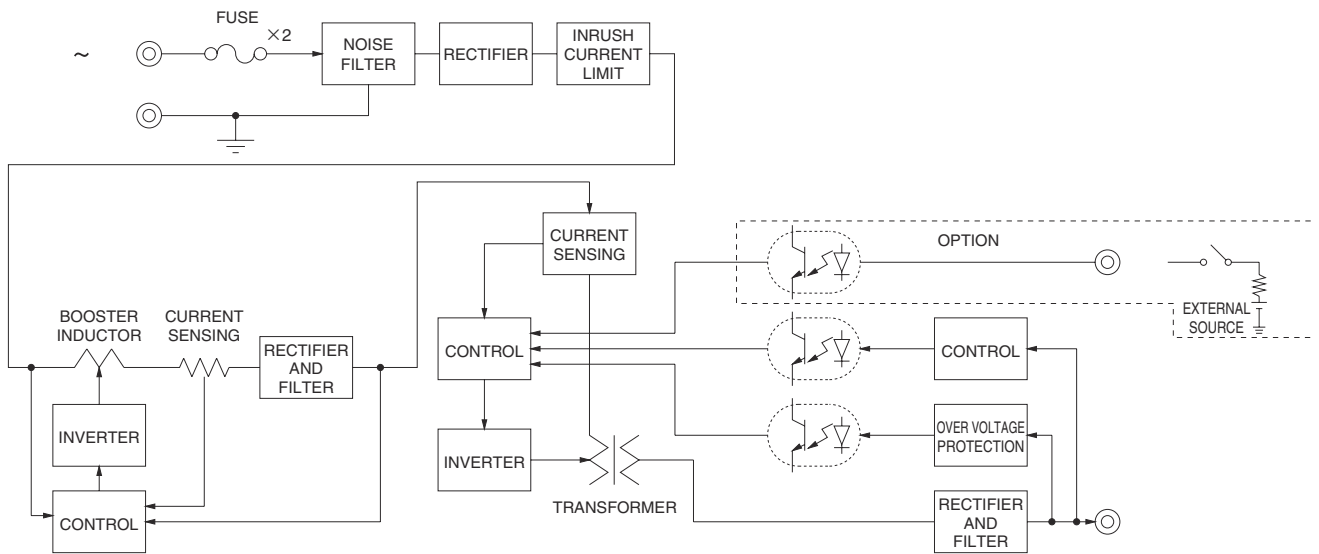 FUSE
×2
~
NOISE
FILTER
RECTIFIER
INRUSH
CURRENT
LIMIT
CURRENT
SENSING
OPTION
EXTERNAL
SOURCE
BOOSTER
INDUCTOR
CURRENT
SENSING
RECTIFIER
AND
FILTER
CONTROL
CONTROL
INVERTER
INVERTER
OVER VOLTAGE
PROTECTION
TRANSFORMER
CONTROL
RECTIFIER
AND
FILTER